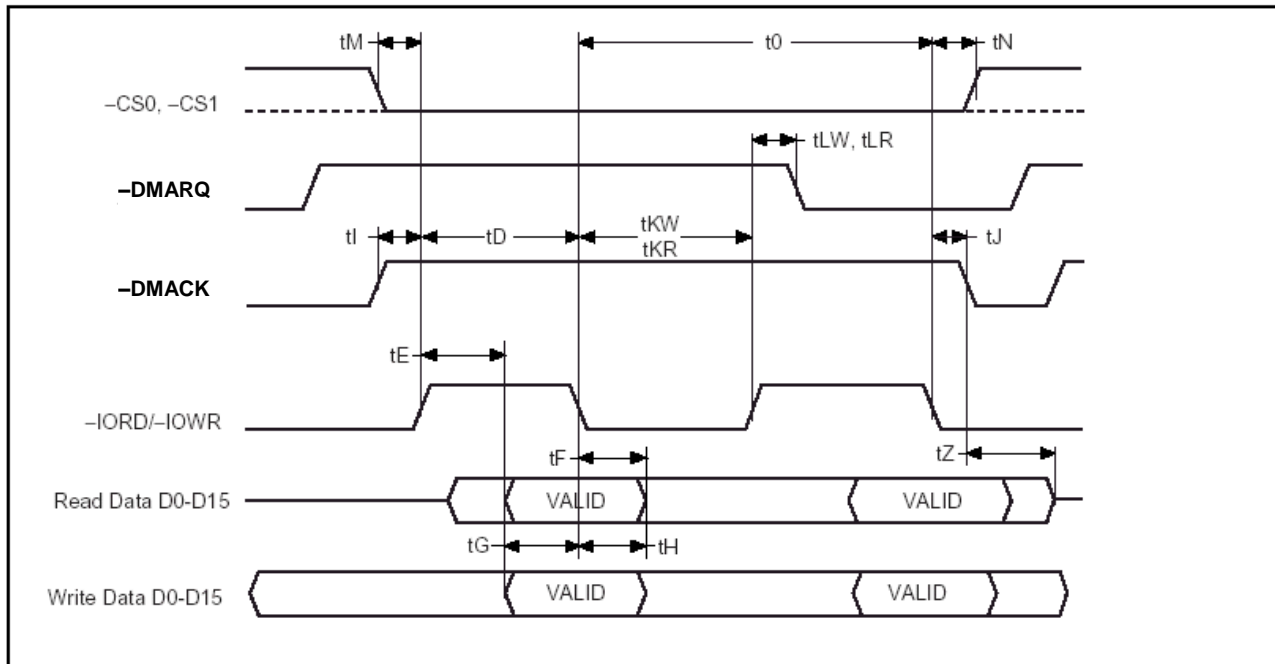 tM
t0
tN
–CS0, –CS1
tLW, tLR
–DMARQ
tI
tD
tKW
tKR
tJ
–DMACK
tE
–IORD/–IOWR
tF
tZ
Read Data D0-D15
VALID
VALID
tG
tH
Write Data D0-D15
VALID
VALID